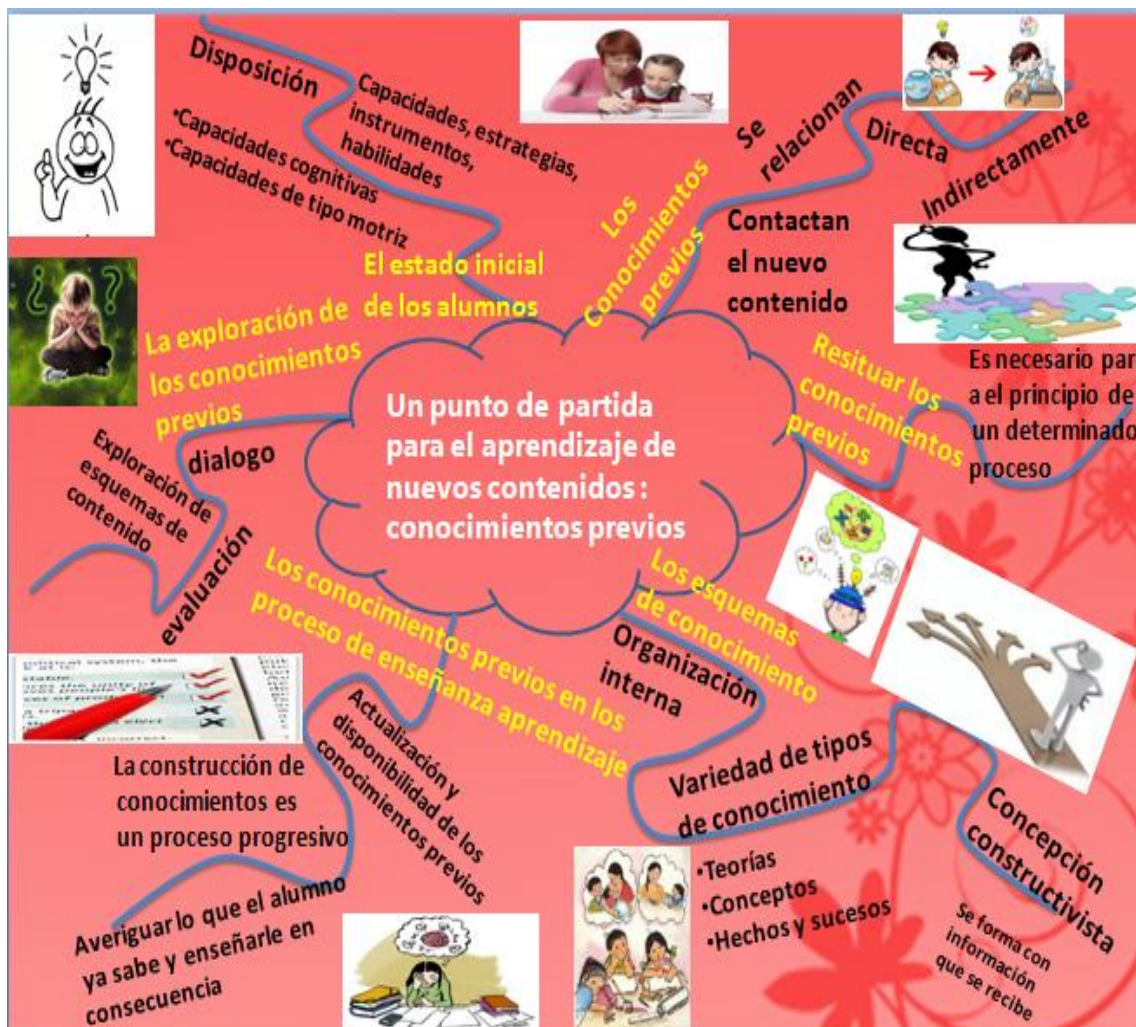 Disposición
•Capacidades cognitivas
•Capacidades de tipo motriz
Capacidades, estrategias,
instrumentos,
habilidades
El estado inicial
de los alumnos
Los
Conocimientos
previos
Se
relacionan
Directa
Indirectamente
Contactan
el nuevo
contenido
La exploración de
los conocimientos
previos
¿ ?
dialogo
Exploración de
esquemas de
contenido
evaluación
Un punto de partida
para el aprendizaje de
nuevos contenidos :
conocimientos previos
Resituar los
conocimientos
previos
Es necesario par
a el principio de
un determinado
proceso
Los esquemas
de conocimiento
Organización
interna
Variedad de tipos
de conocimiento
•Teorías
•Conceptos
•Hechos y sucesos
Concepción
constructivista
Se forma con
información
que se recibe
Los conocimientos previos en los
proceso de enseñanza aprendizaje
Actualización y
disponibilidad de los
conocimientos previos
La construcción de
conocimientos es
un proceso progresivo
Averiguar lo que el alumno
ya sabe y enseñarle en
consecuencia